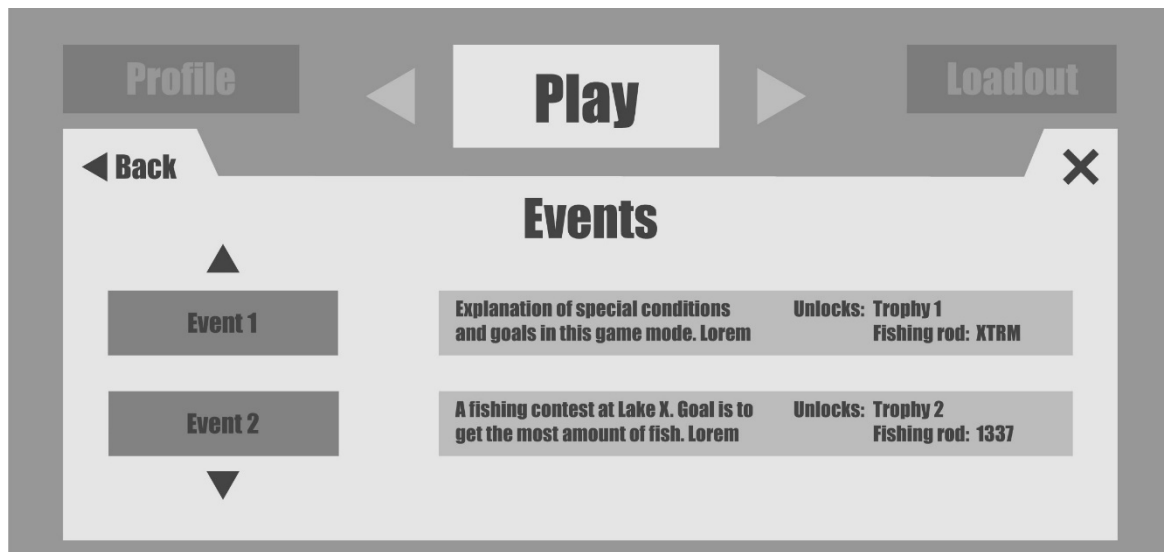 Profile
Play
Loadout
Back
Events
Event 1
Explanation of special conditions
and goals in this game mode. Lorem
Unlocks: Trophy 1
Fishing rod: XTRM
Event 2
A fishing contest at Lake X. Goal is to
get the most amount of fish. Lorem
Unlocks: Trophy 2
Fishing rod: 1337